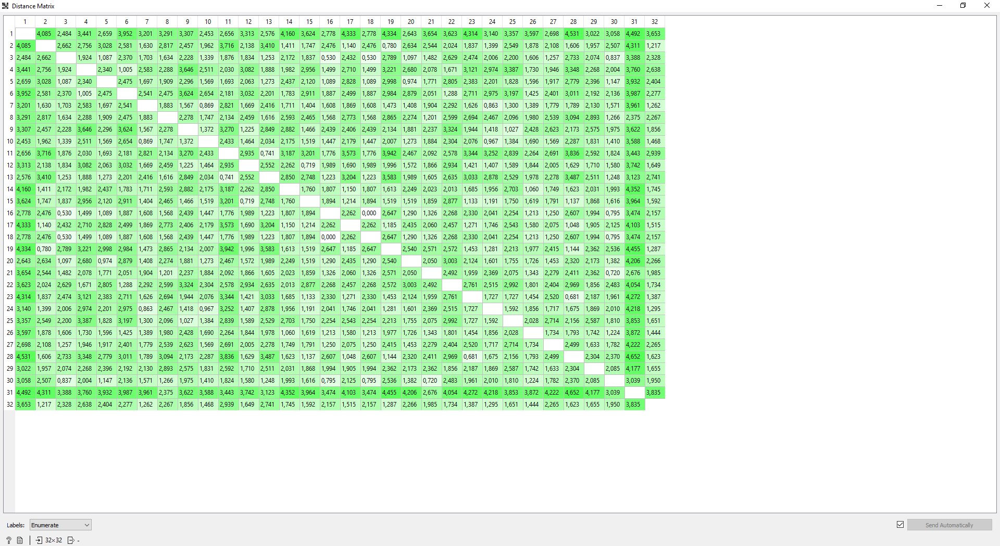 Distance Matrix
1 2 3 4 5 6 7 8 9 10 11 12 13 14 15 16 17 18 19 20 21 22 23 24 25 26 27 28 29 30 31 32
1 4,085 2,484 3,441 2,659 3,952 3,201 3,291 3,307 2,453 2,656 3,313 2,576 4,160 3,624 2,778 4,333 2,778 4,334 2,643 3,654 3,623 4,314 3,140 3,357 3,597 2,698 4,531 3,022 3,058 4,492 3,653
2 4,085 2,662 2,756 3,028 2,581 1,630 2,817 2,457 1,962 3,716 2,138 3,410 1,411 1,747 2,476 1,140 2,476 0,780 2,634 2,544 2,024 1,837 1,399 2,549 1,878 2,108 1,606 1,957 2,507 4,311 1,217
3 2,484 2,662 1,924 1,087 2,370 1,703 1,634 2,228 1,339 1,876 1,834 1,253 2,172 1,837 0,530 2,432 0,530 2,789 1,097 1,482 2,629 2,474 2,006 2,200 1,606 1,257 2,733 2,074 0,837 3,388 2,328
4 3,441 2,756 1,924 2,340 1,005 2,583 2,288 3,646 2,511 2,030 3,082 1,888 1,982 2,956 1,499 2,710 1,499 3,221 2,680 2,078 1,671 3,121 2,974 3,387 1,730 1,946 3,348 2,268 2,004 3,760 2,638
5 2,659 3,028 1,087 2,340 2,475 1,697 1,909 2,296 1,569 1,693 2,063 1,273 2,437 2,120 1,089 2,828 1,089 2,998 0,974 1,771 2,805 2,383 2,201 1,828 1,596 1,917 2,779 2,396 1,147 3,932 2,404
6 3,952 2,581 2,370 1,005 2,475 2,541 2,475 3,624 2,654 2,181 3,032 2,201 1,783 2,911 1,887 2,499 1,887 2,984 2,879 2,051 1,288 2,711 2,975 3,197 1,425 2,401 3,011 2,192 2,136 3,987 2,277
7 3,201 1,630 1,703 2,583 1,697 2,541 1,883 1,567 0,869 2,821 1,669 2,416 1,711 1,404 1,608 1,869 1,608 1,473 1,408 1,904 2,292 1,626 0,863 1,300 1,389 1,779 1,789 2,130 1,571 3,961 1,262
8 3,291 2,817 1,634 2,288 1,909 2,475 1,883 2,278 1,747 2,134 2,459 1,616 2,593 2,465 1,568 2,773 1,568 2,865 2,274 1,201 2,599 2,694 2,467 2,096 1,980 2,539 3,094 2,893 1,266 2,375 2,267
9 3,307 2,457 2,228 3,646 2,296 3,624 1,567 2,278 1,372 3,270 1,225 2,849 2,882 1,466 2,439 2,406 2,439 2,134 1,881 2,237 3,324 1,944 1,418 1,027 2,428 2,623 2,173 2,575 1,975 3,622 1,856
10 2,453 1,962 1,339 2,511 1,569 2,654 0,869 1,747 1,372 2,433 1,464 2,034 2,175 1,519 1,447 2,179 1,447 2,007 1,273 1,884 2,304 2,076 0,967 1,384 1,690 1,569 2,287 1,831 1,410 3,588 1,468
11 2,656 3,716 1,876 2,030 1,693 2,181 2,821 2,134 3,270 2,433 2,935 0,741 3,187 3,201 1,776 3,573 1,776 3,942 2,467 2,092 2,578 3,344 3,252 2,839 2,264 2,691 3,836 2,592 1,824 3,443 2,939
12 3,313 2,138 1,834 3,082 2,063 3,032 1,669 2,459 1,225 1,464 2,935 2,552 2,262 0,719 1,989 1,690 1,989 1,996 1,572 1,866 2,934 1,421 1,407 1,589 1,844 2,005 1,629 1,710 1,580 3,742 1,649
13 2,576 3,410 1,253 1,888 1,273 2,201 2,416 1,616 2,849 2,034 0,741 2,552 2,850 2,748 1,223 3,204 1,223 3,583 1,989 1,605 2,635 3,033 2,878 2,529 1,978 2,278 3,487 2,511 1,248 3,123 2,741
14 4,160 1,411 2,172 1,982 2,437 1,783 1,711 2,593 2,882 2,175 3,187 2,262 2,850 1,760 1,807 1,150 1,807 1,613 2,249 2,023 2,013 1,685 1,956 2,703 1,060 1,749 1,623 2,031 1,993 4,352 1,745
15 3,624 1,747 1,837 2,956 2,120 2,911 1,404 2,465 1,466 1,519 3,201 0,719 2,748 1,760 1,894 1,214 1,894 1,519 1,519 1,859 2,877 1,133 1,191 1,750 1,619 1,791 1,137 1,868 1,616 3,964 1,592
16 2,778 2,476 0,530 1,499 1,089 1,887 1,608 1,568 2,439 1,447 1,776 1,989 1,223 1,807 1,894 2,262 0,000 2,647 1,290 1,326 2,268 2,330 2,041 2,254 1,213 1,250 2,607 1,994 0,795 3,474 2,157
17 4,333 1,140 2,432 2,710 2,828 2,499 1,869 2,773 2,406 2,179 3,573 1,690 3,204 1,150 1,214 2,262 2,262 1,185 2,435 2,060 2,457 1,271 1,746 2,543 1,580 2,075 1,048 1,905 2,125 4,103 1,515
18 2,778 2,476 0,530 1,499 1,089 1,887 1,608 1,568 2,439 1,447 1,776 1,989 1,223 1,807 1,894 0,000 2,262 2,647 1,290 1,326 2,268 2,330 2,041 2,254 1,213 1,250 2,607 1,994 0,795 3,474 2,157
19 4,334 0,780 2,789 3,221 2,998 2,984 1,473 2,865 2,134 2,007 3,942 1,996 3,583 1,613 1,519 2,647 1,185 2,647 2,540 2,571 2,572 1,453 1,281 2,213 1,977 2,415 1,144 2,362 2,536 4,455 1,287
20 2,643 2,634 1,097 2,680 0,974 2,879 1,408 2,274 1,881 1,273 2,467 1,572 1,989 2,249 1,519 1,290 2,435 1,290 2,540 2,050 3,003 2,124 1,601 1,755 1,726 1,453 2,320 2,173 1,382 4,206 2,266
21 3,654 2,544 1,482 2,078 1,771 2,051 1,904 1,201 2,237 1,884 2,092 1,866 1,605 2,023 1,859 1,326 2,060 1,326 2,571 2,050 2,492 1,959 2,369 2,075 1,343 2,279 2,411 2,362 0,720 2,676 1,985
22 3,623 2,024 2,629 1,671 2,805 1,288 2,292 2,599 3,324 2,304 2,578 2,934 2,635 2,013 2,877 2,268 2,457 2,268 2,572 3,003 2,492 2,761 2,515 2,992 1,801 2,404 2,969 1,856 2,483 4,054 1,734
23 4,314 1,837 2,474 3,121 2,383 2,711 1,626 2,694 1,944 2,076 3,344 1,421 3,033 1,685 1,133 2,330 1,271 2,330 1,453 2,124 1,959 2,761 1,727 1,727 1,454 2,520 0,681 2,187 1,961 4,272 1,387
24 3,140 1,399 2,006 2,974 2,201 2,975 0,863 2,467 1,418 0,967 3,252 1,407 2,878 1,956 1,191 2,041 1,746 2,041 1,281 1,601 2,369 2,515 1,727 1,592 1,856 1,717 1,675 1,869 2,010 4,218 1,295
25 3,357 2,549 2,200 3,387 1,828 3,197 1,300 2,096 1,027 1,384 2,839 1,589 2,529 2,703 1,750 2,254 2,543 2,254 2,213 1,755 2,075 2,992 1,727 1,592 2,028 2,714 2,156 2,587 1,810 3,853 1,651
26 3,597 1,878 1,606 1,730 1,596 1,425 1,389 1,980 2,428 1,690 2,264 1,844 1,978 1,060 1,619 1,213 1,580 1,213 1,977 1,726 1,343 1,801 1,454 1,856 2,028 1,734 1,793 1,742 1,224 3,872 1,444
27 2,698 2,108 1,257 1,946 1,917 2,401 1,779 2,539 2,623 1,569 2,691 2,005 2,278 1,749 1,791 1,250 2,075 1,250 2,415 1,453 2,279 2,404 2,520 1,717 2,714 1,734 2,499 1,633 1,782 4,222 2,265
28 4,531 1,606 2,733 3,348 2,779 3,011 1,789 3,094 2,173 2,287 3,836 1,629 3,487 1,623 1,137 2,607 1,048 2,607 1,144 2,320 2,411 2,969 0,681 1,675 2,156 1,793 2,499 2,304 2,370 4,652 1,623
29 3,022 1,957 2,074 2,268 2,396 2,192 2,130 2,893 2,575 1,831 2,592 1,710 2,511 2,031 1,868 1,994 1,905 1,994 2,362 2,173 2,362 1,856 2,187 1,869 2,587 1,742 1,633 2,304 2,085 4,177 1,655
30 3,058 2,507 0,837 2,004 1,147 2,136 1,571 1,266 1,975 1,410 1,824 1,580 1,248 1,993 1,616 0,795 2,125 0,795 2,536 1,382 0,720 2,483 1,961 2,010 1,810 1,224 1,782 2,370 2,085 3,039 1,950
31 4,492 4,311 3,388 3,760 3,932 3,987 3,961 2,375 3,622 3,588 3,443 3,742 3,123 4,352 3,964 3,474 4,103 3,474 4,455 4,206 2,676 4,054 4,272 4,218 3,853 3,872 4,222 4,652 4,177 3,039 3,835
32 3,653 1,217 2,328 2,638 2,404 2,277 1,262 2,267 1,856 1,468 2,939 1,649 2,741 1,745 1,592 2,157 1,515 2,157 1,287 2,266 1,985 1,734 1,387 1,295 1,651 1,444 2,265 1,623 1,655 1,950 3,835
Labels: Enumerate Send Automatically
? 32×32 -